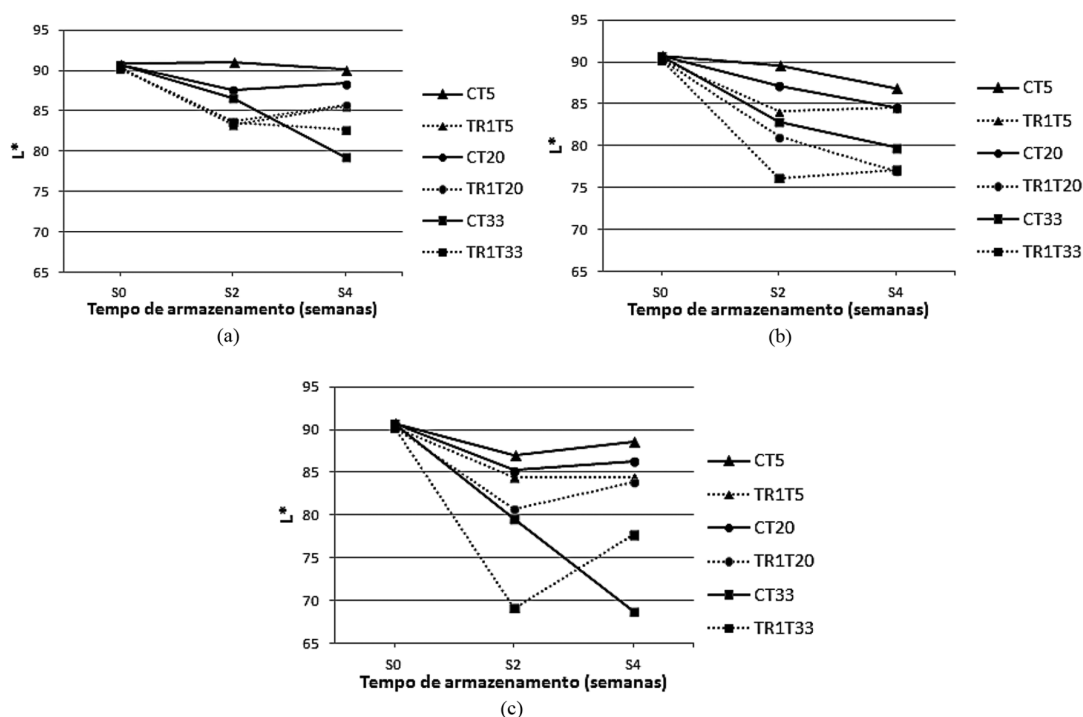 95
90
85
80
75
70
65
L*
S0 S2 S4
Tempo de armazenamento (semanas)
CT5
TR1T5
CT20
TR1T20
CT33
TR1T33
(a)
95
90
85
80
75
70
65
L*
S0 S2 S4
Tempo de armazenamento (semanas)
CT5
TR1T5
CT20
TR1T20
CT33
TR1T33
(b)
95
90
85
80
75
70
65
L*
S0 S2 S4
Tempo de armazenamento (semanas)
CT5
TR1T5
CT20
TR1T20
CT33
TR1T33
(c)